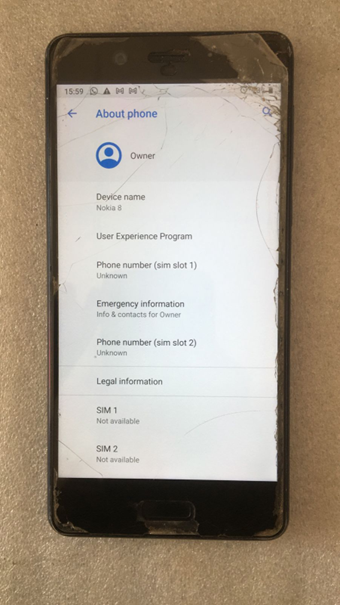 15:59
About phone
Owner
Device name
Nokia 8
User Experience Program
Phone number (sim slot 1)
Unknown
Emergency information
Info & contacts for Owner
Phone number (sim slot 2)
Unknown
Legal information
SIM 1
Not available
SIM 2
Not available